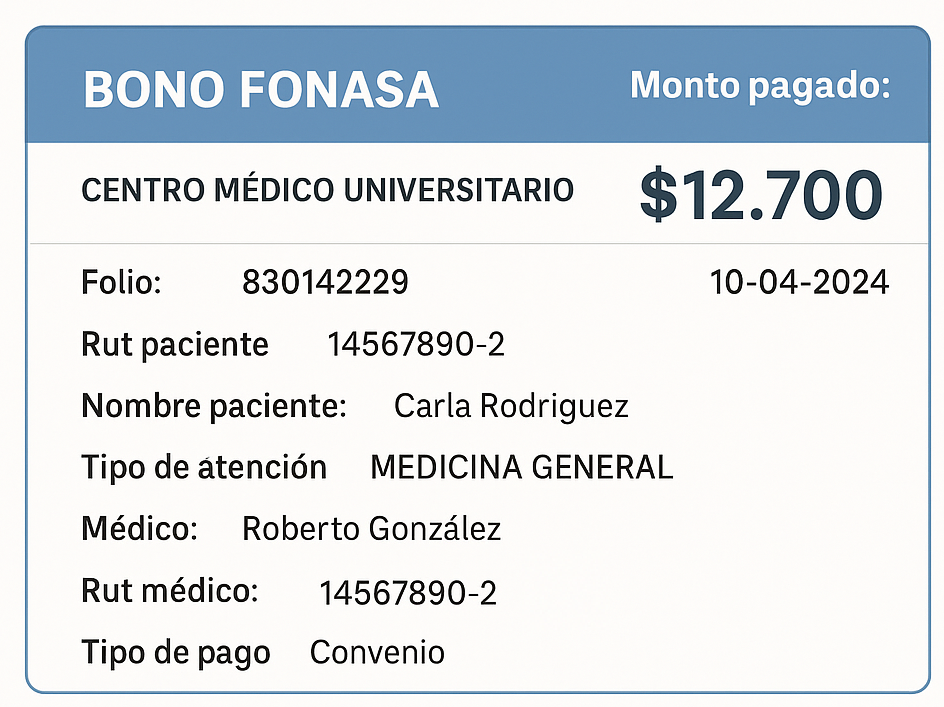 BONO FONASA Monto pagado:
CENTRO MÉDICO UNIVERSITARIO $12.700
Folio: 830142229 10-04-2024
Rut paciente 14567890-2
Nombre paciente: Carla Rodriguez
Tipo de átención MEDICINA GENERAL
Médico: Roberto González
Rut médico: 14567890-2
Tipo de pago Convenio